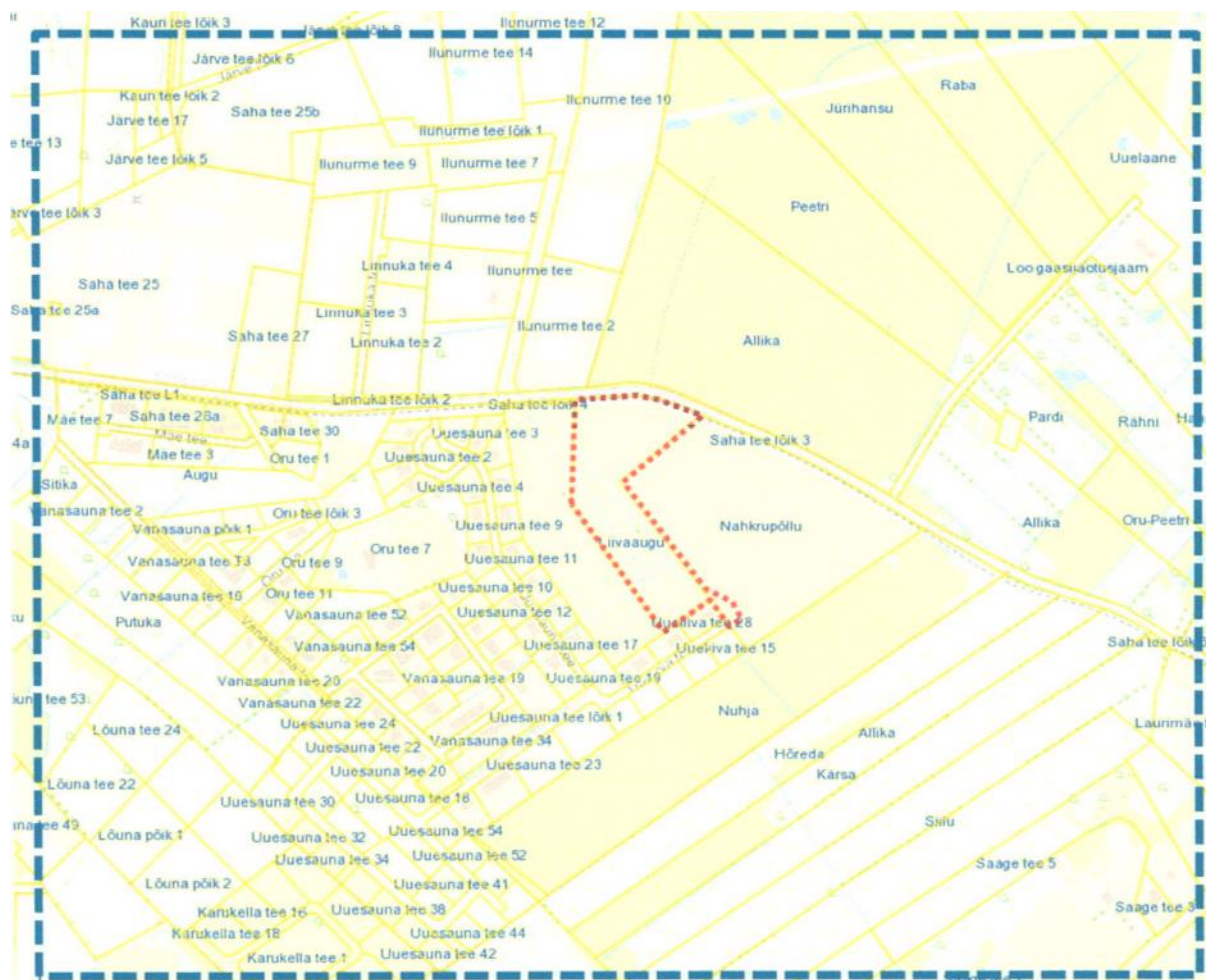 Kauri tee lõik 3
Ilunurme tee 12
Järve tee lõik 8
Ilunurme tee 14
Järve tee lõik 6
Järve
Raba
Kauri tee lõik 2
Ilunurme tee 10
Saha tee 25b
Jürihansu
Järve tee 17
Ilunurme tee lõik 1
Järve tee lõik 5
Ilunurme tee 9
Ilunurme tee 7
Uuelaane
K
Peetri
Ilunurme tee 5
Linnuka tee 4
Ilunurme tee
Loo gaasijaotusjaam
Saha tee 25
Saha tee 25a
Linnuka tee 3
Ilunurme tee 2
Saha tee 27
Linnuka tee 2
Allika
Saha tee L1
Linnuka tee lõik 2
Saha tee lõik 4
Mäe tee 7
Saha tee 28a
Pardi
Rähni
Mäe tee
Saha tee 30
Uuesauna tee 3
Saha tee lõik 3
Mäe tee 3
Oru tee 1
Uuesauna tee 2
Augu
Sitika
Uuesauna tee 4
Vanasauna tee 2
Oru tee lõik 3
Vanasauna põik 1
Uuesauna tee 9
Nahkrupõllu
Allika
Oru-Peetri
Oru tee 7
Liivaaugu
Vanasauna tee 13
Oru tee 9
Uuesauna tee 11
Vanasauna tee 16
Oru tee 11
Uuesauna tee 10
Putuka
Vanasauna tee 52
Uuesauna tee 12
Uuekiva tee 28
Vanasauna tee 54
Uuesauna tee 17
Uuekiva tee 15
Saha tee lõik
Vanasauna tee 20
Vanasauna tee 19
Uuesauna tee 19
Vanasauna tee 22
Nuhja
Lõuna tee 24
Uuesauna tee 24
Uuesauna tee lõik 1
Uuesauna tee 22
Vanasauna tee 34
Allika
Hõreda
Uuesauna tee 20
Uuesauna tee 23
Kärsa
Lõuna tee 22
Uuesauna tee 30
Uuesauna tee 18
Lõuna põik 1
Uuesauna tee 32
Uuesauna tee 54
Uuesauna tee 34
Uuesauna tee 52
Saage tee 5
Lõuna põik 2
Uuesauna tee 41
Karukella tee 16
Uuesauna tee 38
Saage tee 3
Karukella tee 18
Uuesauna tee 44
Karukella tee 1
Uuesauna tee 42